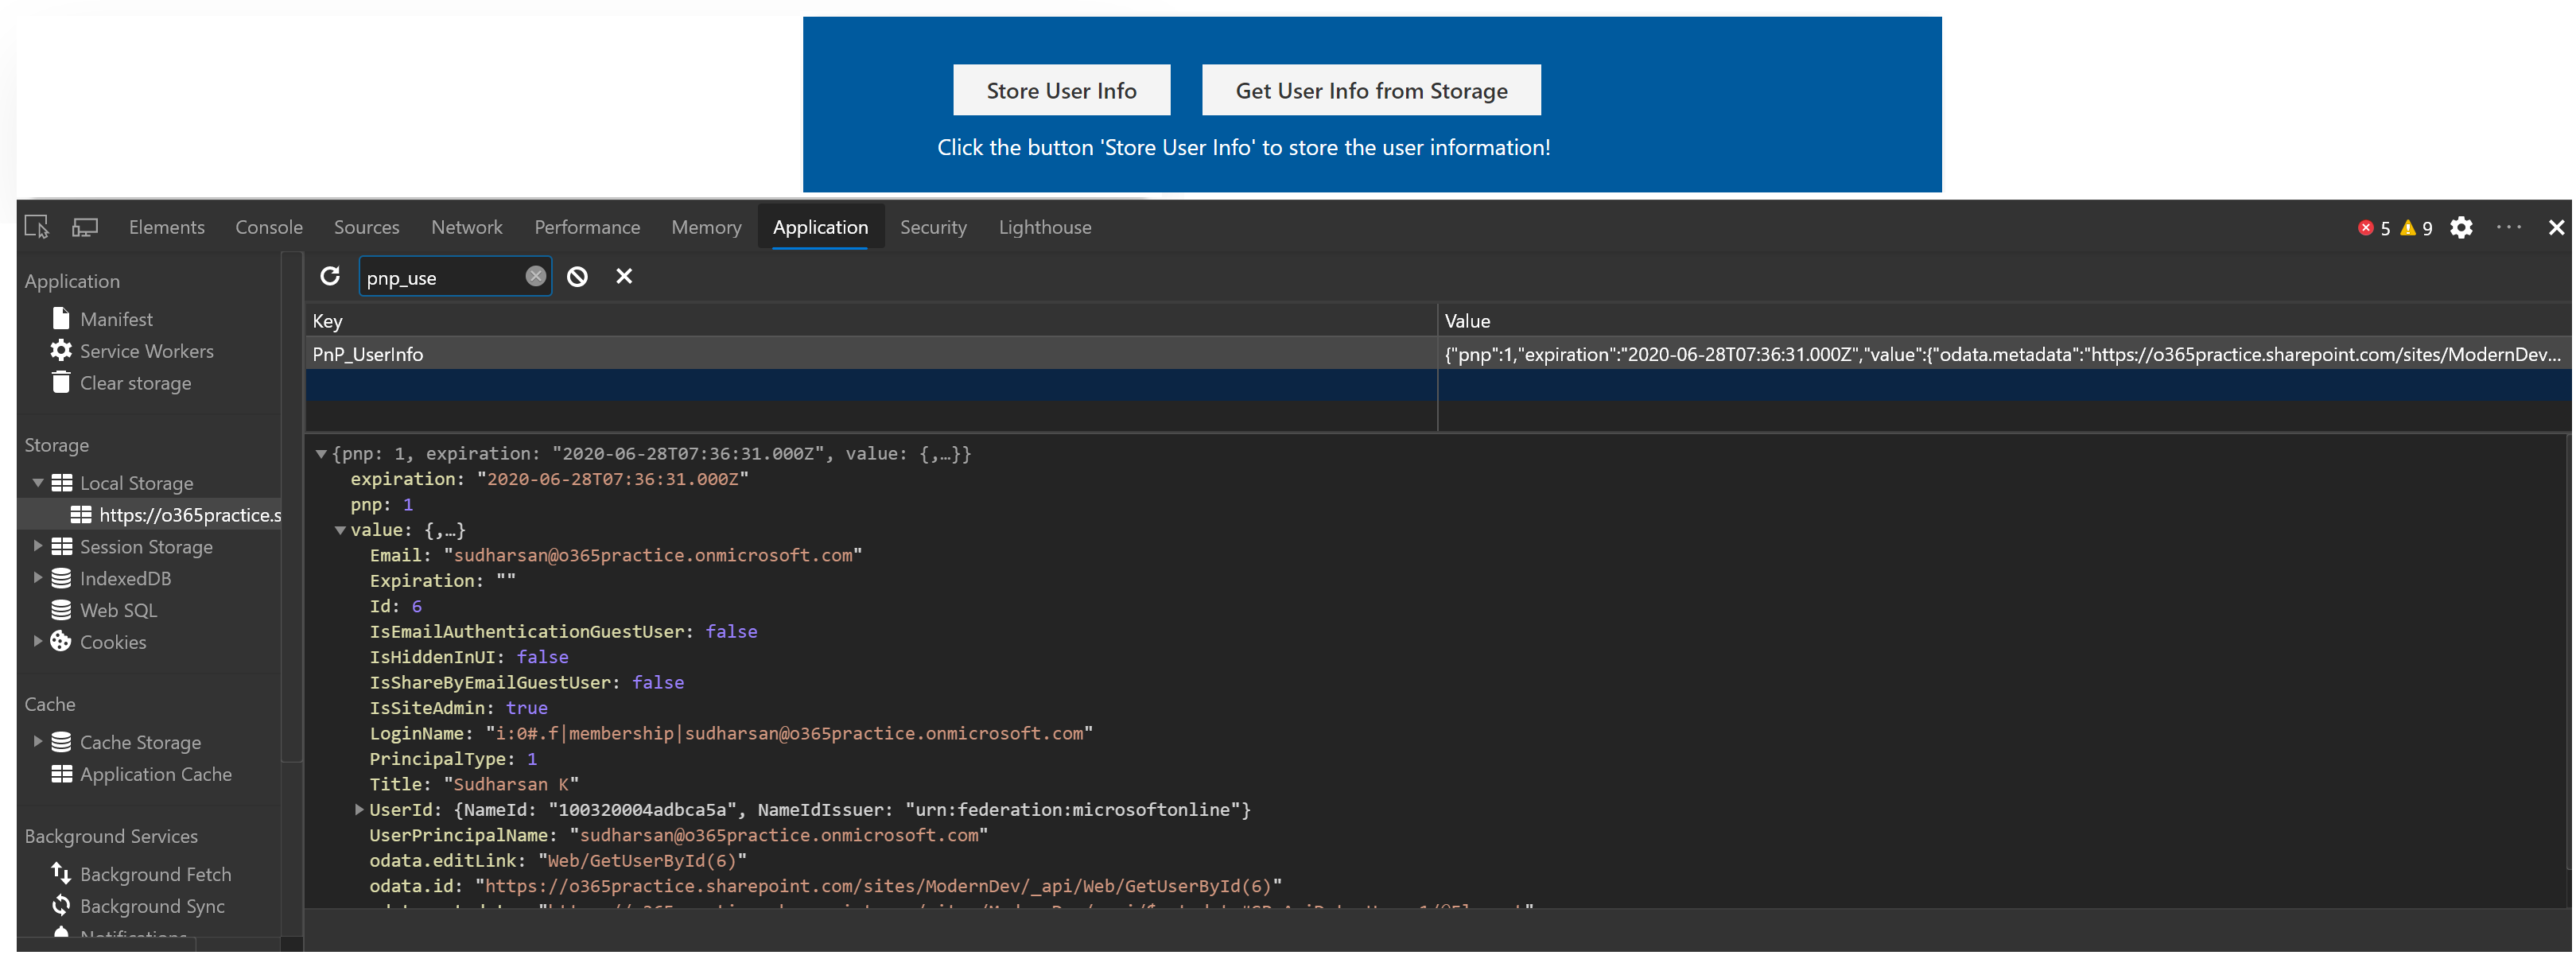 Store User Info
Get User Info from Storage
Click the button 'Store User Info' to store the user information!
Elements Console Sources Network Performance Memory Application Security Lighthouse
5 9
Application
Manifest
Service Workers
Clear storage
Storage
Local Storage
https://o365practice.s
Session Storage
IndexedDB
Web SQL
Cookies
Cache
Cache Storage
Application Cache
Background Services
Background Fetch
Background Sync
Notifications
pnp_use
Key Value
PnP_UserInfo {"pnp":1,"expiration":"2020-06-28T07:36:31.000Z","value":{"odata.metadata":"https://o365practice.sharepoint.com/sites/ModernDev...
{pnp: 1, expiration: "2020-06-28T07:36:31.000Z", value: {,…}}
expiration: "2020-06-28T07:36:31.000Z"
pnp: 1
value: {,…}
Email: "sudharsan@o365practice.onmicrosoft.com"
Expiration: ""
Id: 6
IsEmailAuthenticationGuestUser: false
IsHiddenInUI: false
IsShareByEmailGuestUser: false
IsSiteAdmin: true
LoginName: "i:0#.f|membership|sudharsan@o365practice.onmicrosoft.com"
PrincipalType: 1
Title: "Sudharsan K"
UserId: {NameId: "100320004adbca5a", NameIdIssuer: "urn:federation:microsoftonline"}
UserPrincipalName: "sudharsan@o365practice.onmicrosoft.com"
odata.editLink: "Web/GetUserById(6)"
odata.id: "https://o365practice.sharepoint.com/sites/ModernDev/_api/Web/GetUserById(6)"